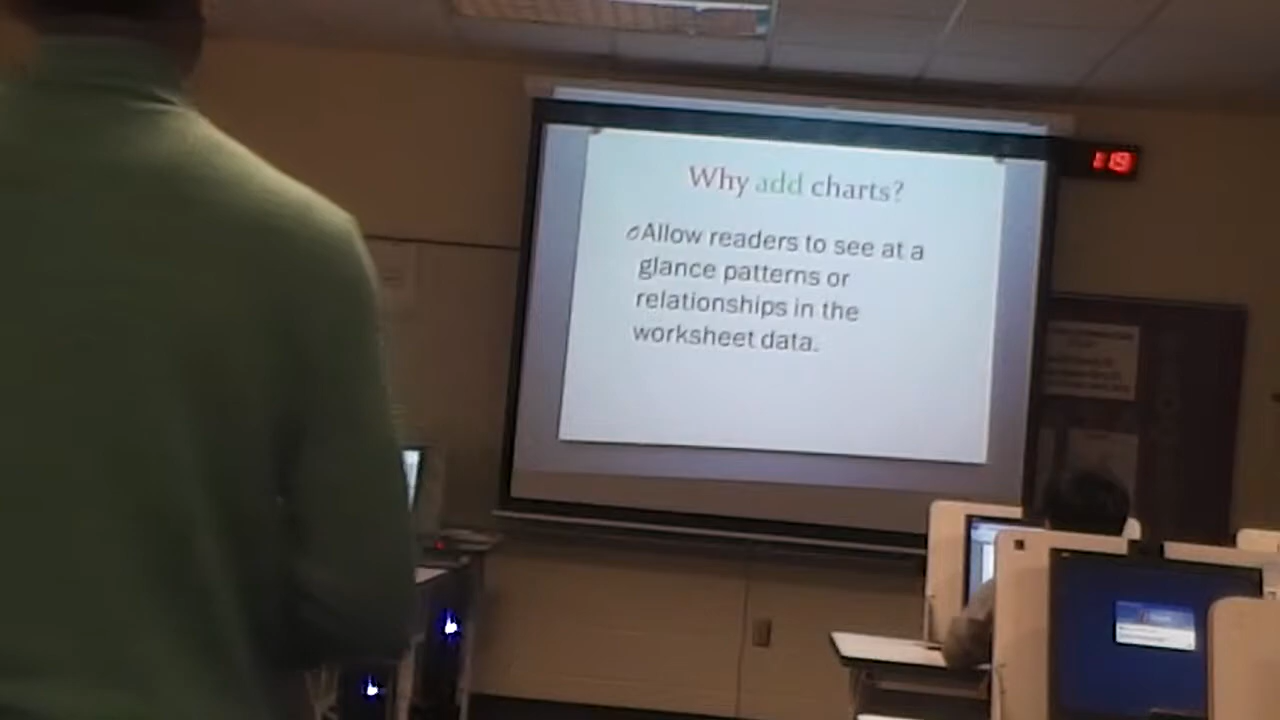 Why add charts?
Allow readers to see at a
glance patterns or
relationships in the
worksheet data.